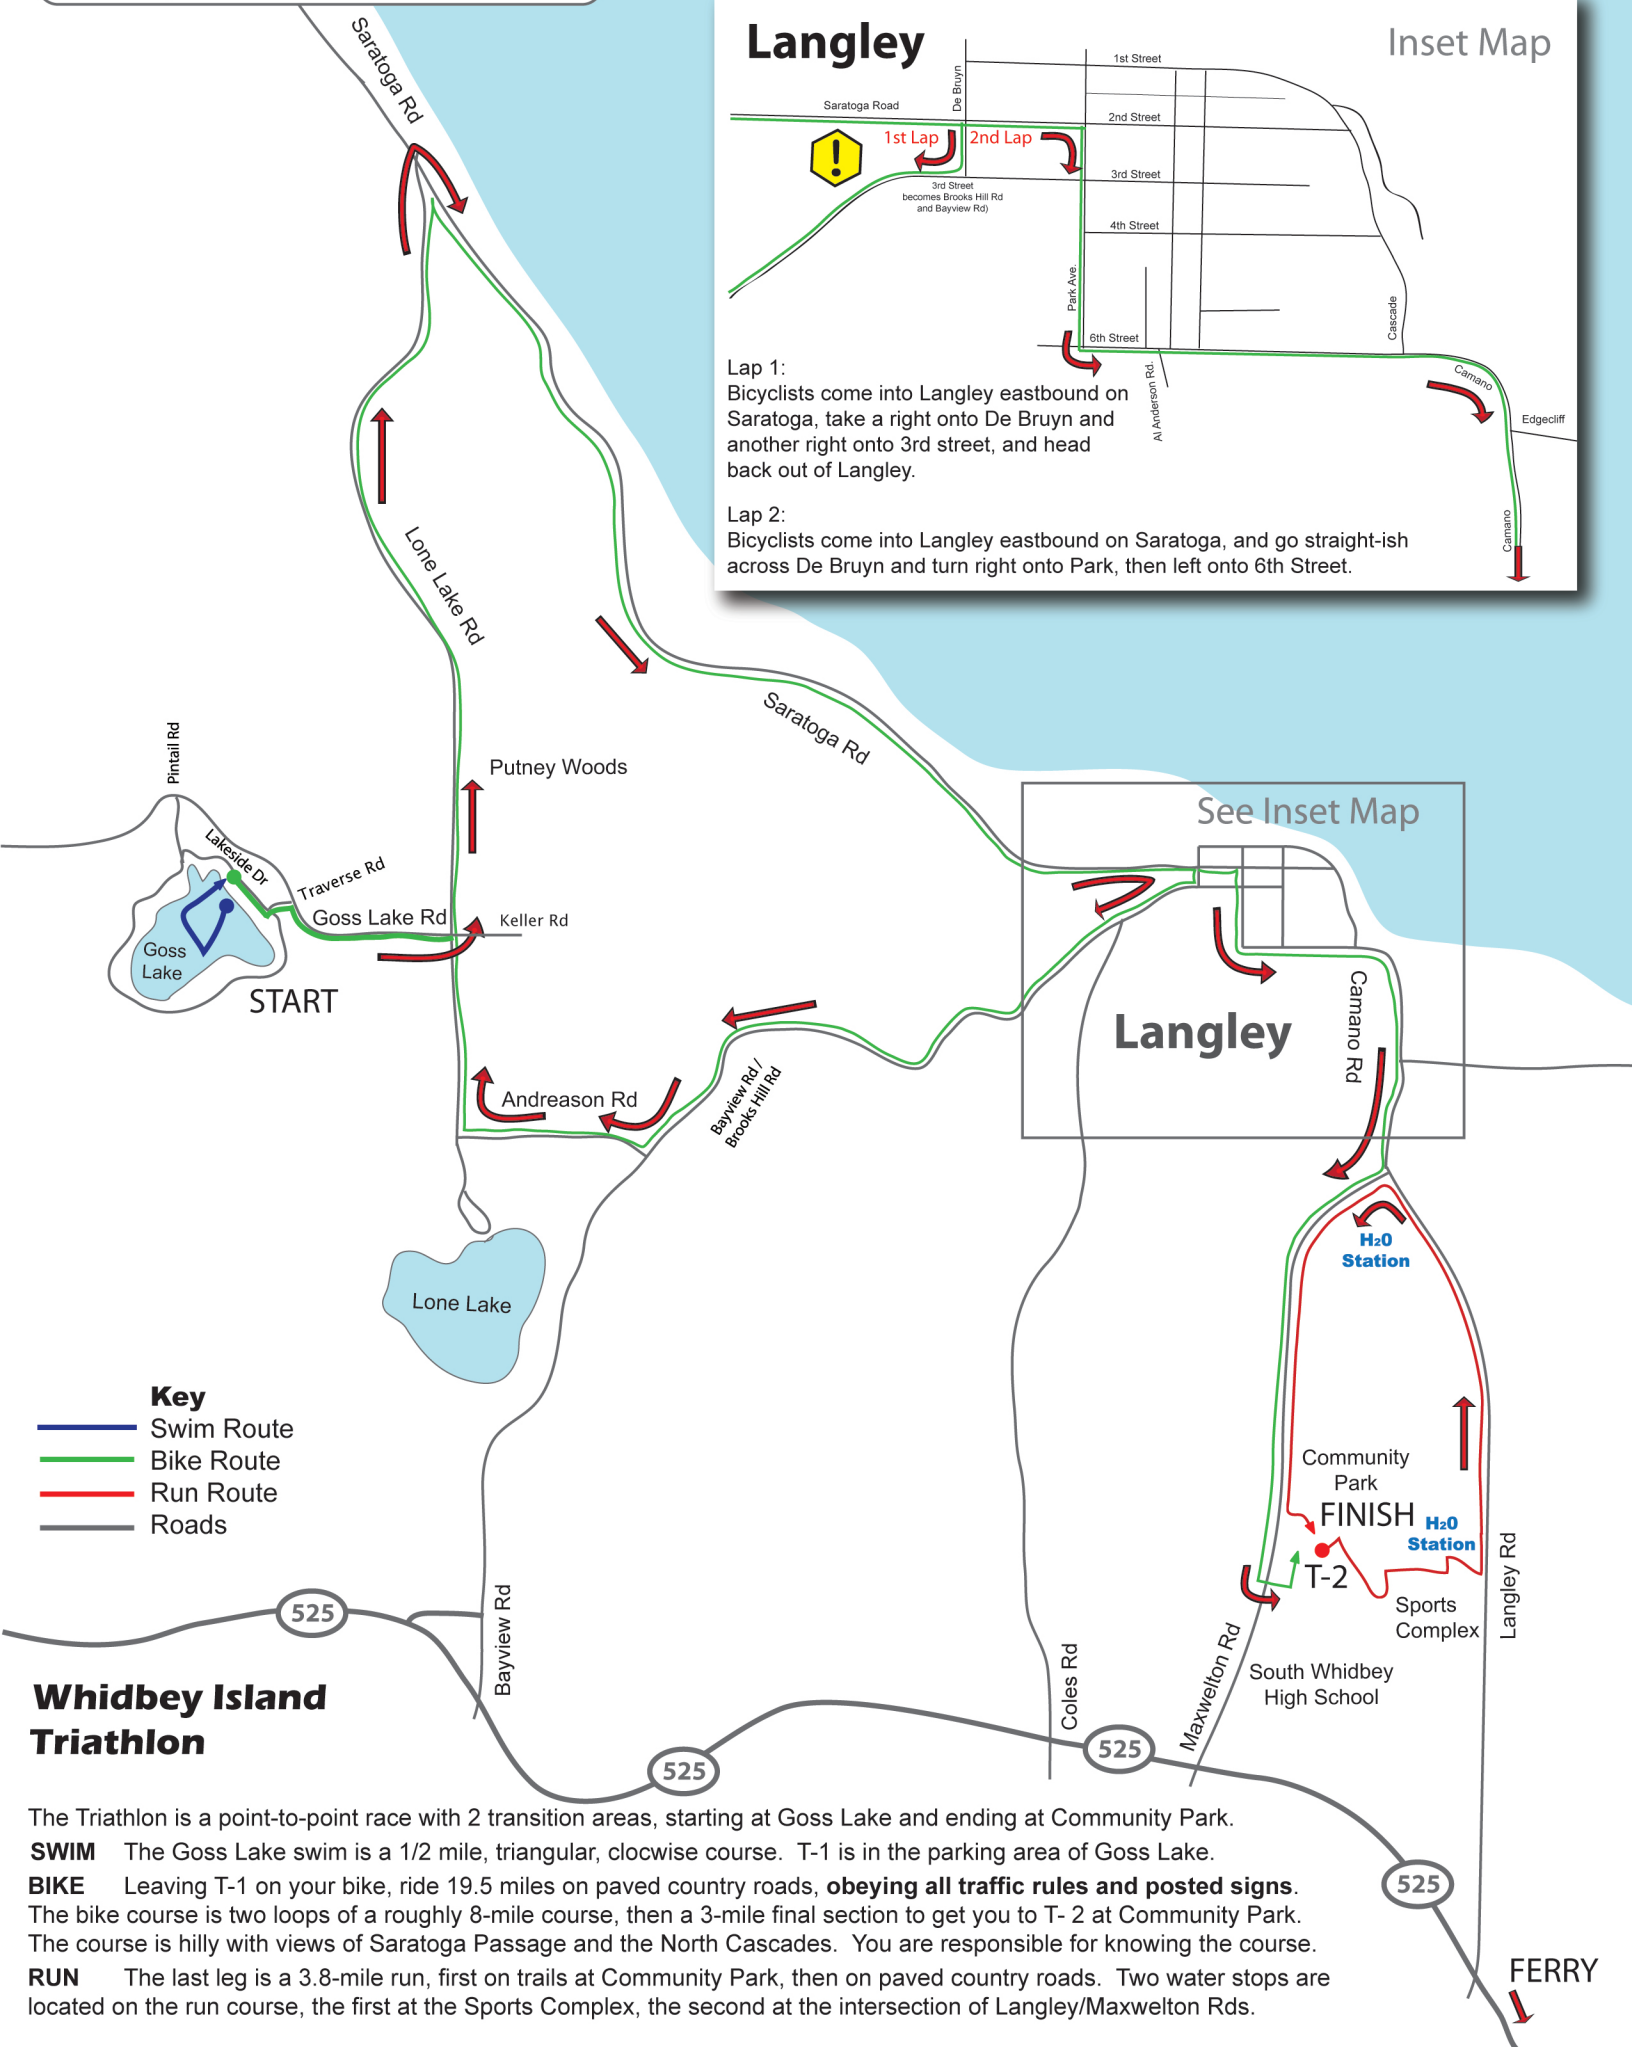 Langley
Inset Map
Saratoga Rd
1st Street
De Bruyn
Saratoga Road
2nd Street
1st Lap
2nd Lap
!
3rd Street
3rd Street
becomes Brooks Hill Rd
and Bayview Rd)
4th Street
Park Ave.
Cascade
6th Street
Al Anderson Rd.
Camano
Edgecliff
Camano
Lap 1:
Bicyclists come into Langley eastbound on
Saratoga, take a right onto De Bruyn and
another right onto 3rd street, and head
back out of Langley.
Lap 2:
Bicyclists come into Langley eastbound on Saratoga, and go straight-ish
across De Bruyn and turn right onto Park, then left onto 6th Street.
Lone Lake Rd
Saratoga Rd
Pintail Rd
Putney Woods
See Inset Map
Lakeside Dr
Traverse Rd
Goss Lake Rd
Keller Rd
Goss
Lake
START
Langley
Camano Rd
Andreason Rd
Bayview Rd /
Brooks Hill Rd
H20
Station
Lone Lake
Key
Swim Route
Bike Route
Run Route
Roads
Community
Park
FINISH
H20
Station
T-2
Sports
Complex
Langley Rd
525
Bayview Rd
Coles Rd
Maxwelton Rd
South Whidbey
High School
Whidbey Island
Triathlon
525
525
The Triathlon is a point-to-point race with 2 transition areas, starting at Goss Lake and ending at Community Park.
SWIM The Goss Lake swim is a 1/2 mile, triangular, clocwise course. T-1 is in the parking area of Goss Lake.
BIKE Leaving T-1 on your bike, ride 19.5 miles on paved country roads, obeying all traffic rules and posted signs.
The bike course is two loops of a roughly 8-mile course, then a 3-mile final section to get you to T- 2 at Community Park.
The course is hilly with views of Saratoga Passage and the North Cascades. You are responsible for knowing the course.
RUN The last leg is a 3.8-mile run, first on trails at Community Park, then on paved country roads. Two water stops are
located on the run course, the first at the Sports Complex, the second at the intersection of Langley/Maxwelton Rds.
525
FERRY